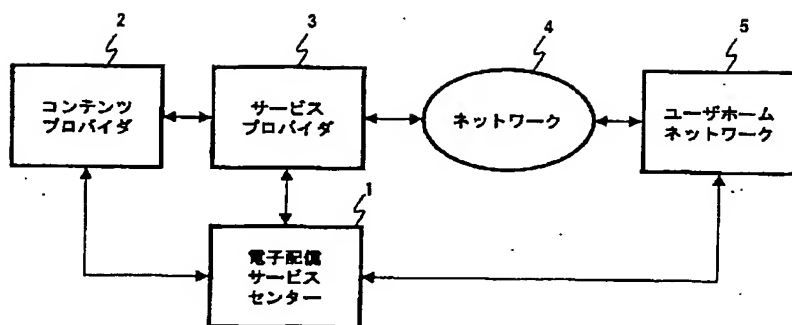 2
3
4
5
コンテンツ
プロバイダ
サービス
プロバイダ
ネットワーク
ユーザホーム
ネットワーク
1
電子配信
サービス
センター